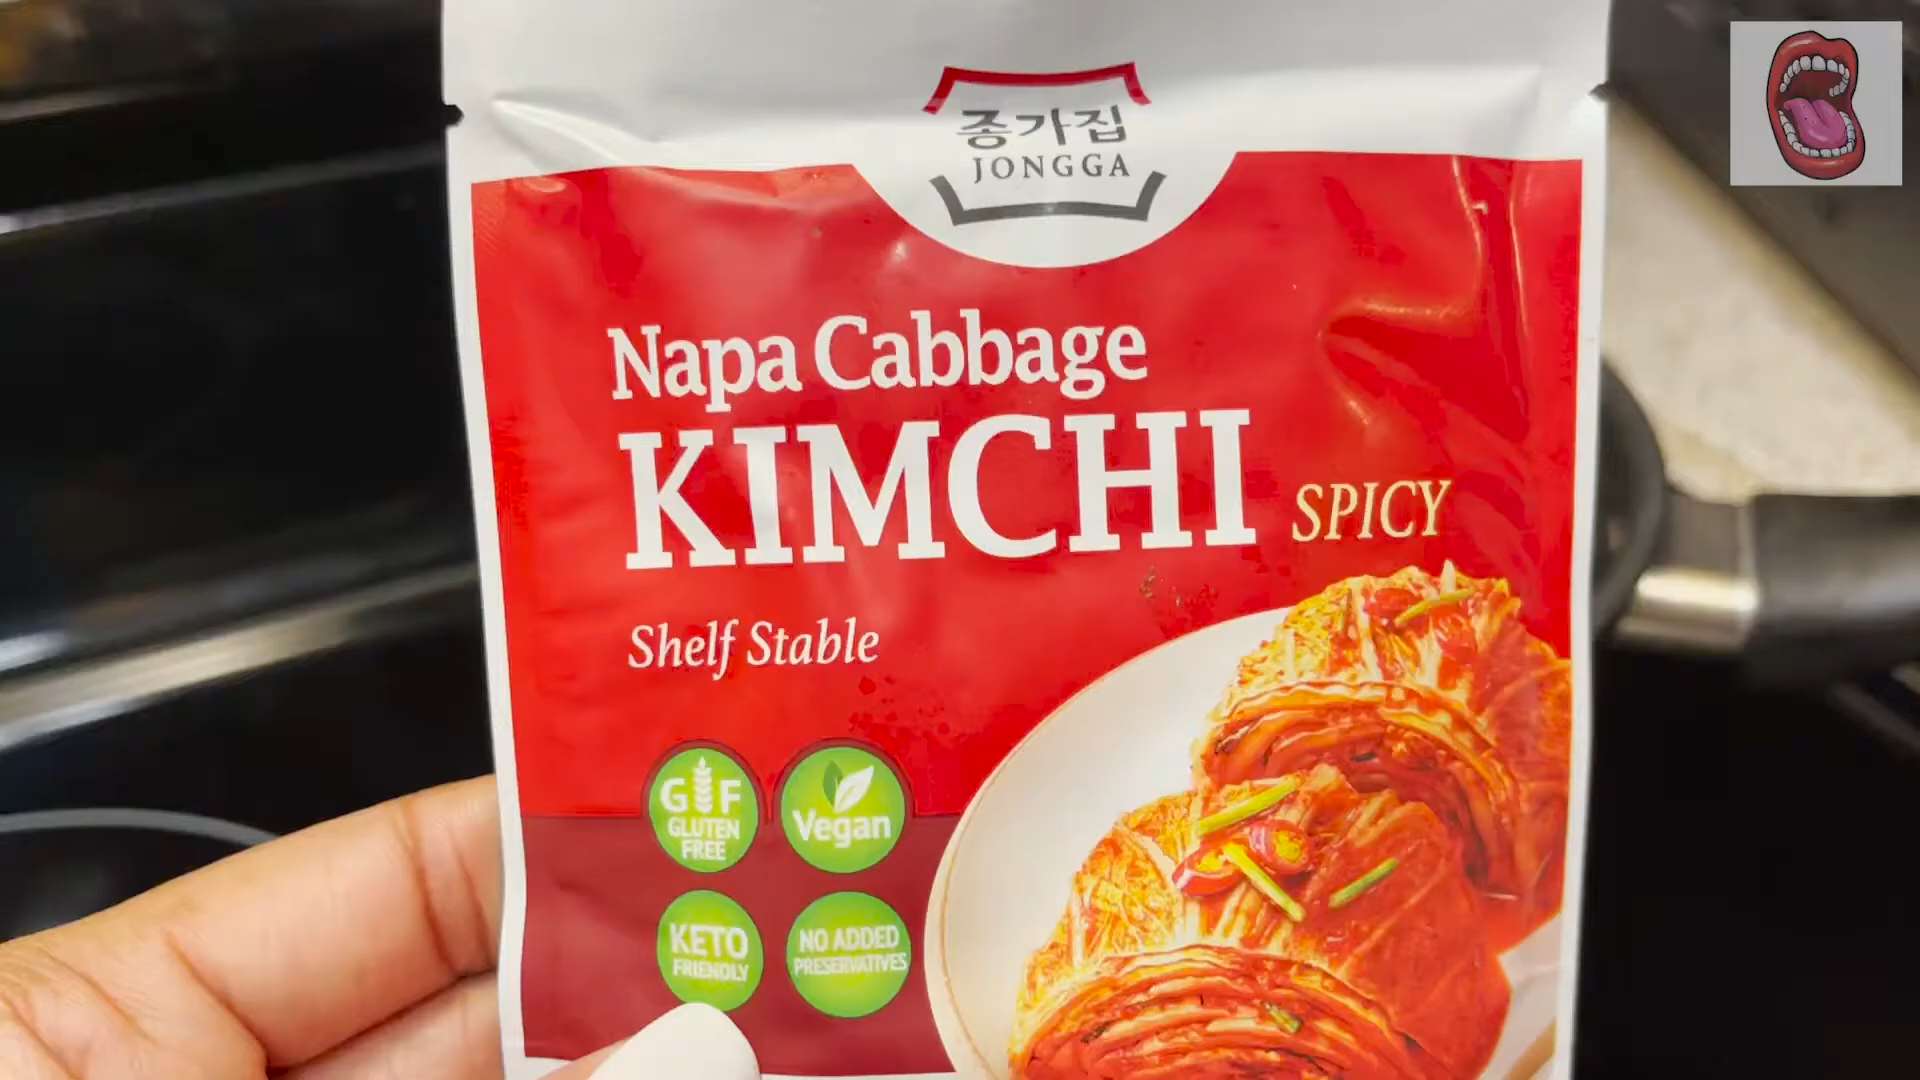 종가집
JONGGA
Napa Cabbage
KIMCHI SPICY
Shelf Stable
GF
GLUTEN
FREE
Vegan
KETO
FRIENDLY
NO ADDED
PRESERVATIVES